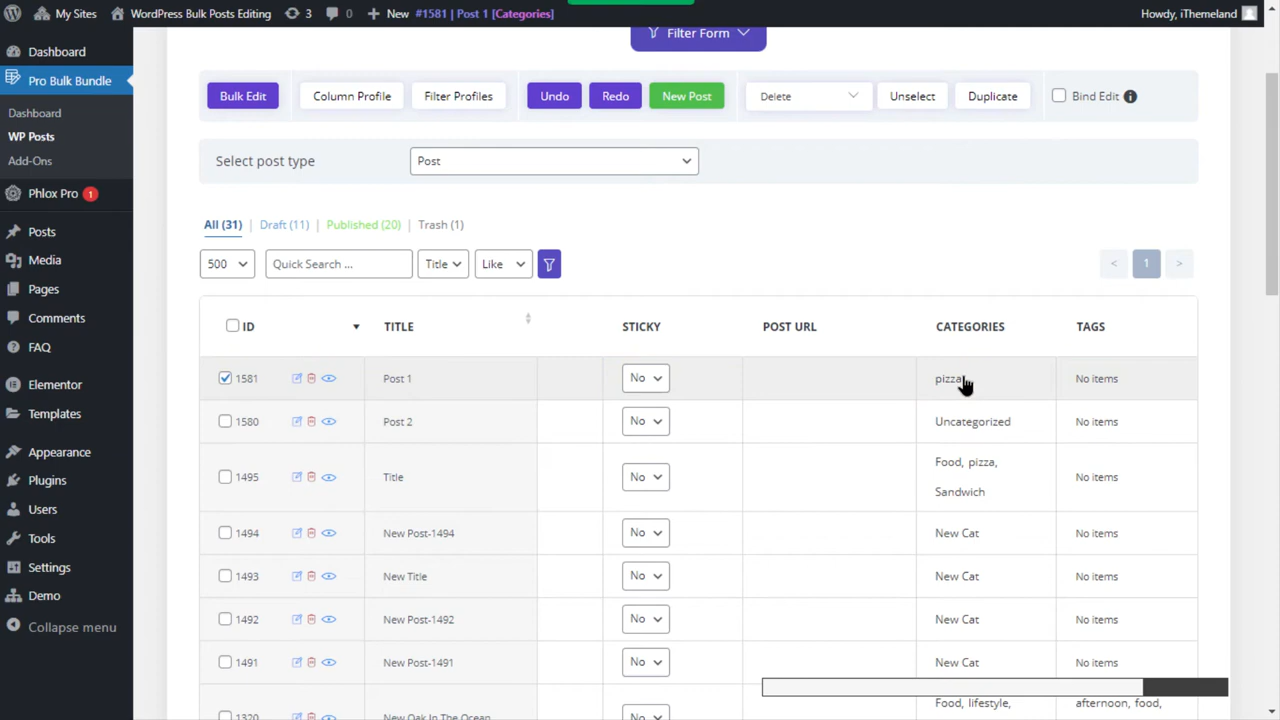 My Sites WordPress Bulk Posts Editing 3 0 New #1581 | Post 1 [Categories] Howdy, iThemeland
Dashboard
Pro Bulk Bundle
Dashboard
WP Posts
Add-Ons
Phlox Pro 1
Posts
Media
Pages
Comments
FAQ
Elementor
Templates
Appearance
Plugins
Users
Tools
Settings
Demo
Collapse menu
Filter Form
Bulk Edit Column Profile Filter Profiles Undo Redo New Post Delete Unselect Duplicate Bind Edit
Select post type Post
All (31) | Draft (11) | Published (20) | Trash (1)
500 Quick Search ... Title Like < 1 >
ID TITLE STICKY POST URL CATEGORIES TAGS
1581 Post 1 No pizza No items
1580 Post 2 No Uncategorized No items
1495 Title No Food, pizza, No items
Sandwich
1494 New Post-1494 No New Cat No items
1493 New Title No New Cat No items
1492 New Post-1492 No New Cat No items
1491 New Post-1491 No New Cat No items
Food, lifestyle, afternoon, food,
1320 New Oak In The Ocean No